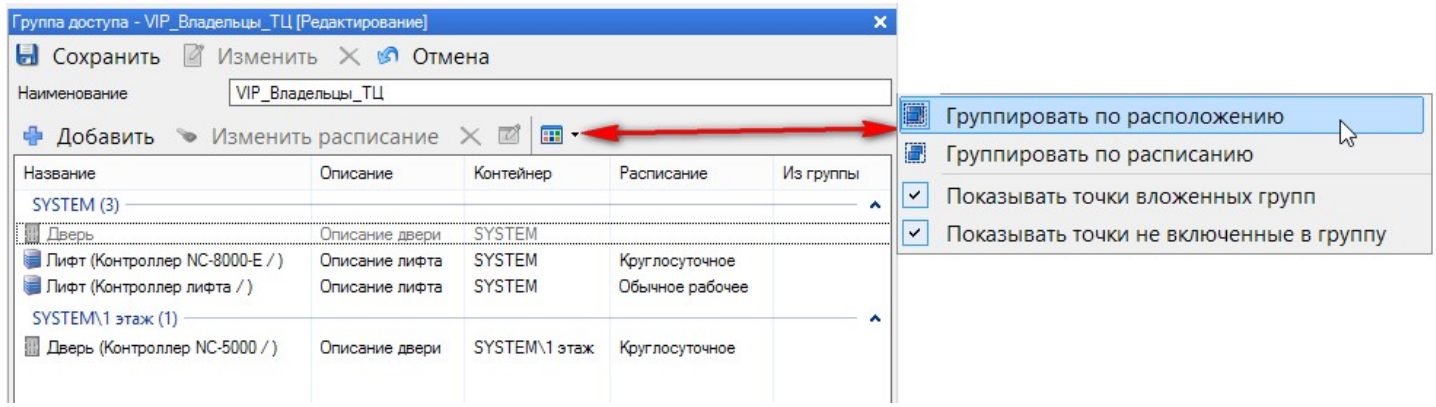 Группа доступа - VIP_Владельцы_ТЦ [Редактирование]
Сохранить Изменить Отмена
Наименование VIP_Владельцы_ТЦ
Добавить Изменить расписание
Название Описание Контейнер Расписание Из группы
SYSTEM (3)
Дверь Описание двери SYSTEM
Лифт (Контроллер NC-8000-E / ) Описание лифта SYSTEM Круглосуточное
Лифт (Контроллер лифта / ) Описание лифта SYSTEM Обычное рабочее
SYSTEM\1 этаж (1)
Дверь (Контроллер NC-5000 / ) Описание двери SYSTEM\1 этаж Круглосуточное
Группировать по расположению
Группировать по расписанию
Показывать точки вложенных групп
Показывать точки не включенные в группу